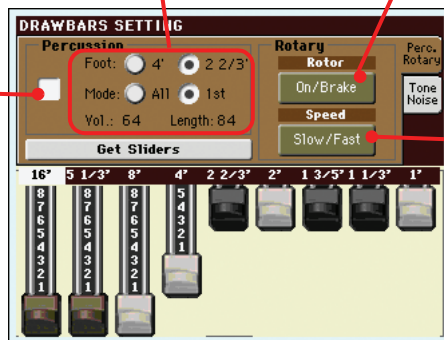 DRAWBARS SETTING
Percussion
Foot: 4' 2 2/3'
Mode: All 1st
Vol.: 64 Length: 84
Get Sliders
Rotary
Rotor
On/Brake
Speed
Slow/Fast
Perc.
Rotary
Tone
Noise
16' 5 1/3' 8' 4' 2 2/3' 2' 1 3/5' 1 1/3' 1'
8 8 8 5
7 7 7 4
6 6 6 3
5 5 5 2
4 4 4 1
3 3 3
2 2 2
1 1 1